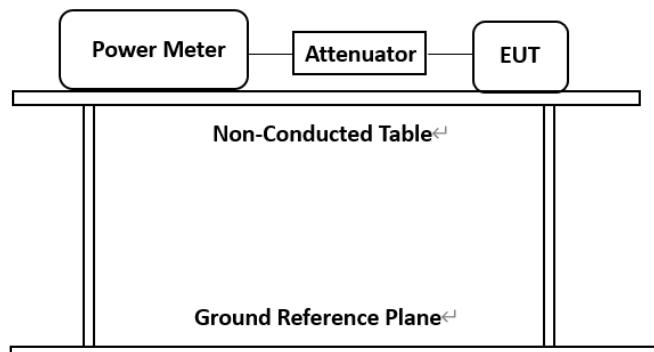 Power Meter
Attenuator
EUT
Non-Conducted Table↵
Ground Reference Plane↵